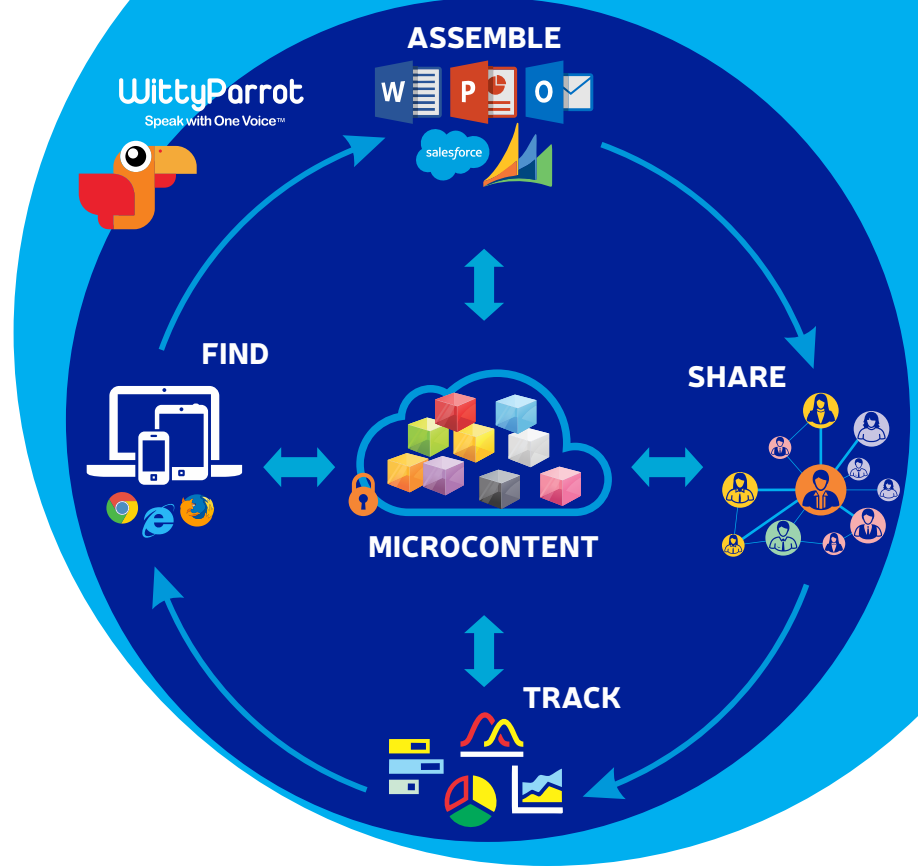 ASSEMBLE
WittyParrot
Speak with One Voice™
W
P
O
salesforce
FIND
SHARE
MICROCONTENT
TRACK